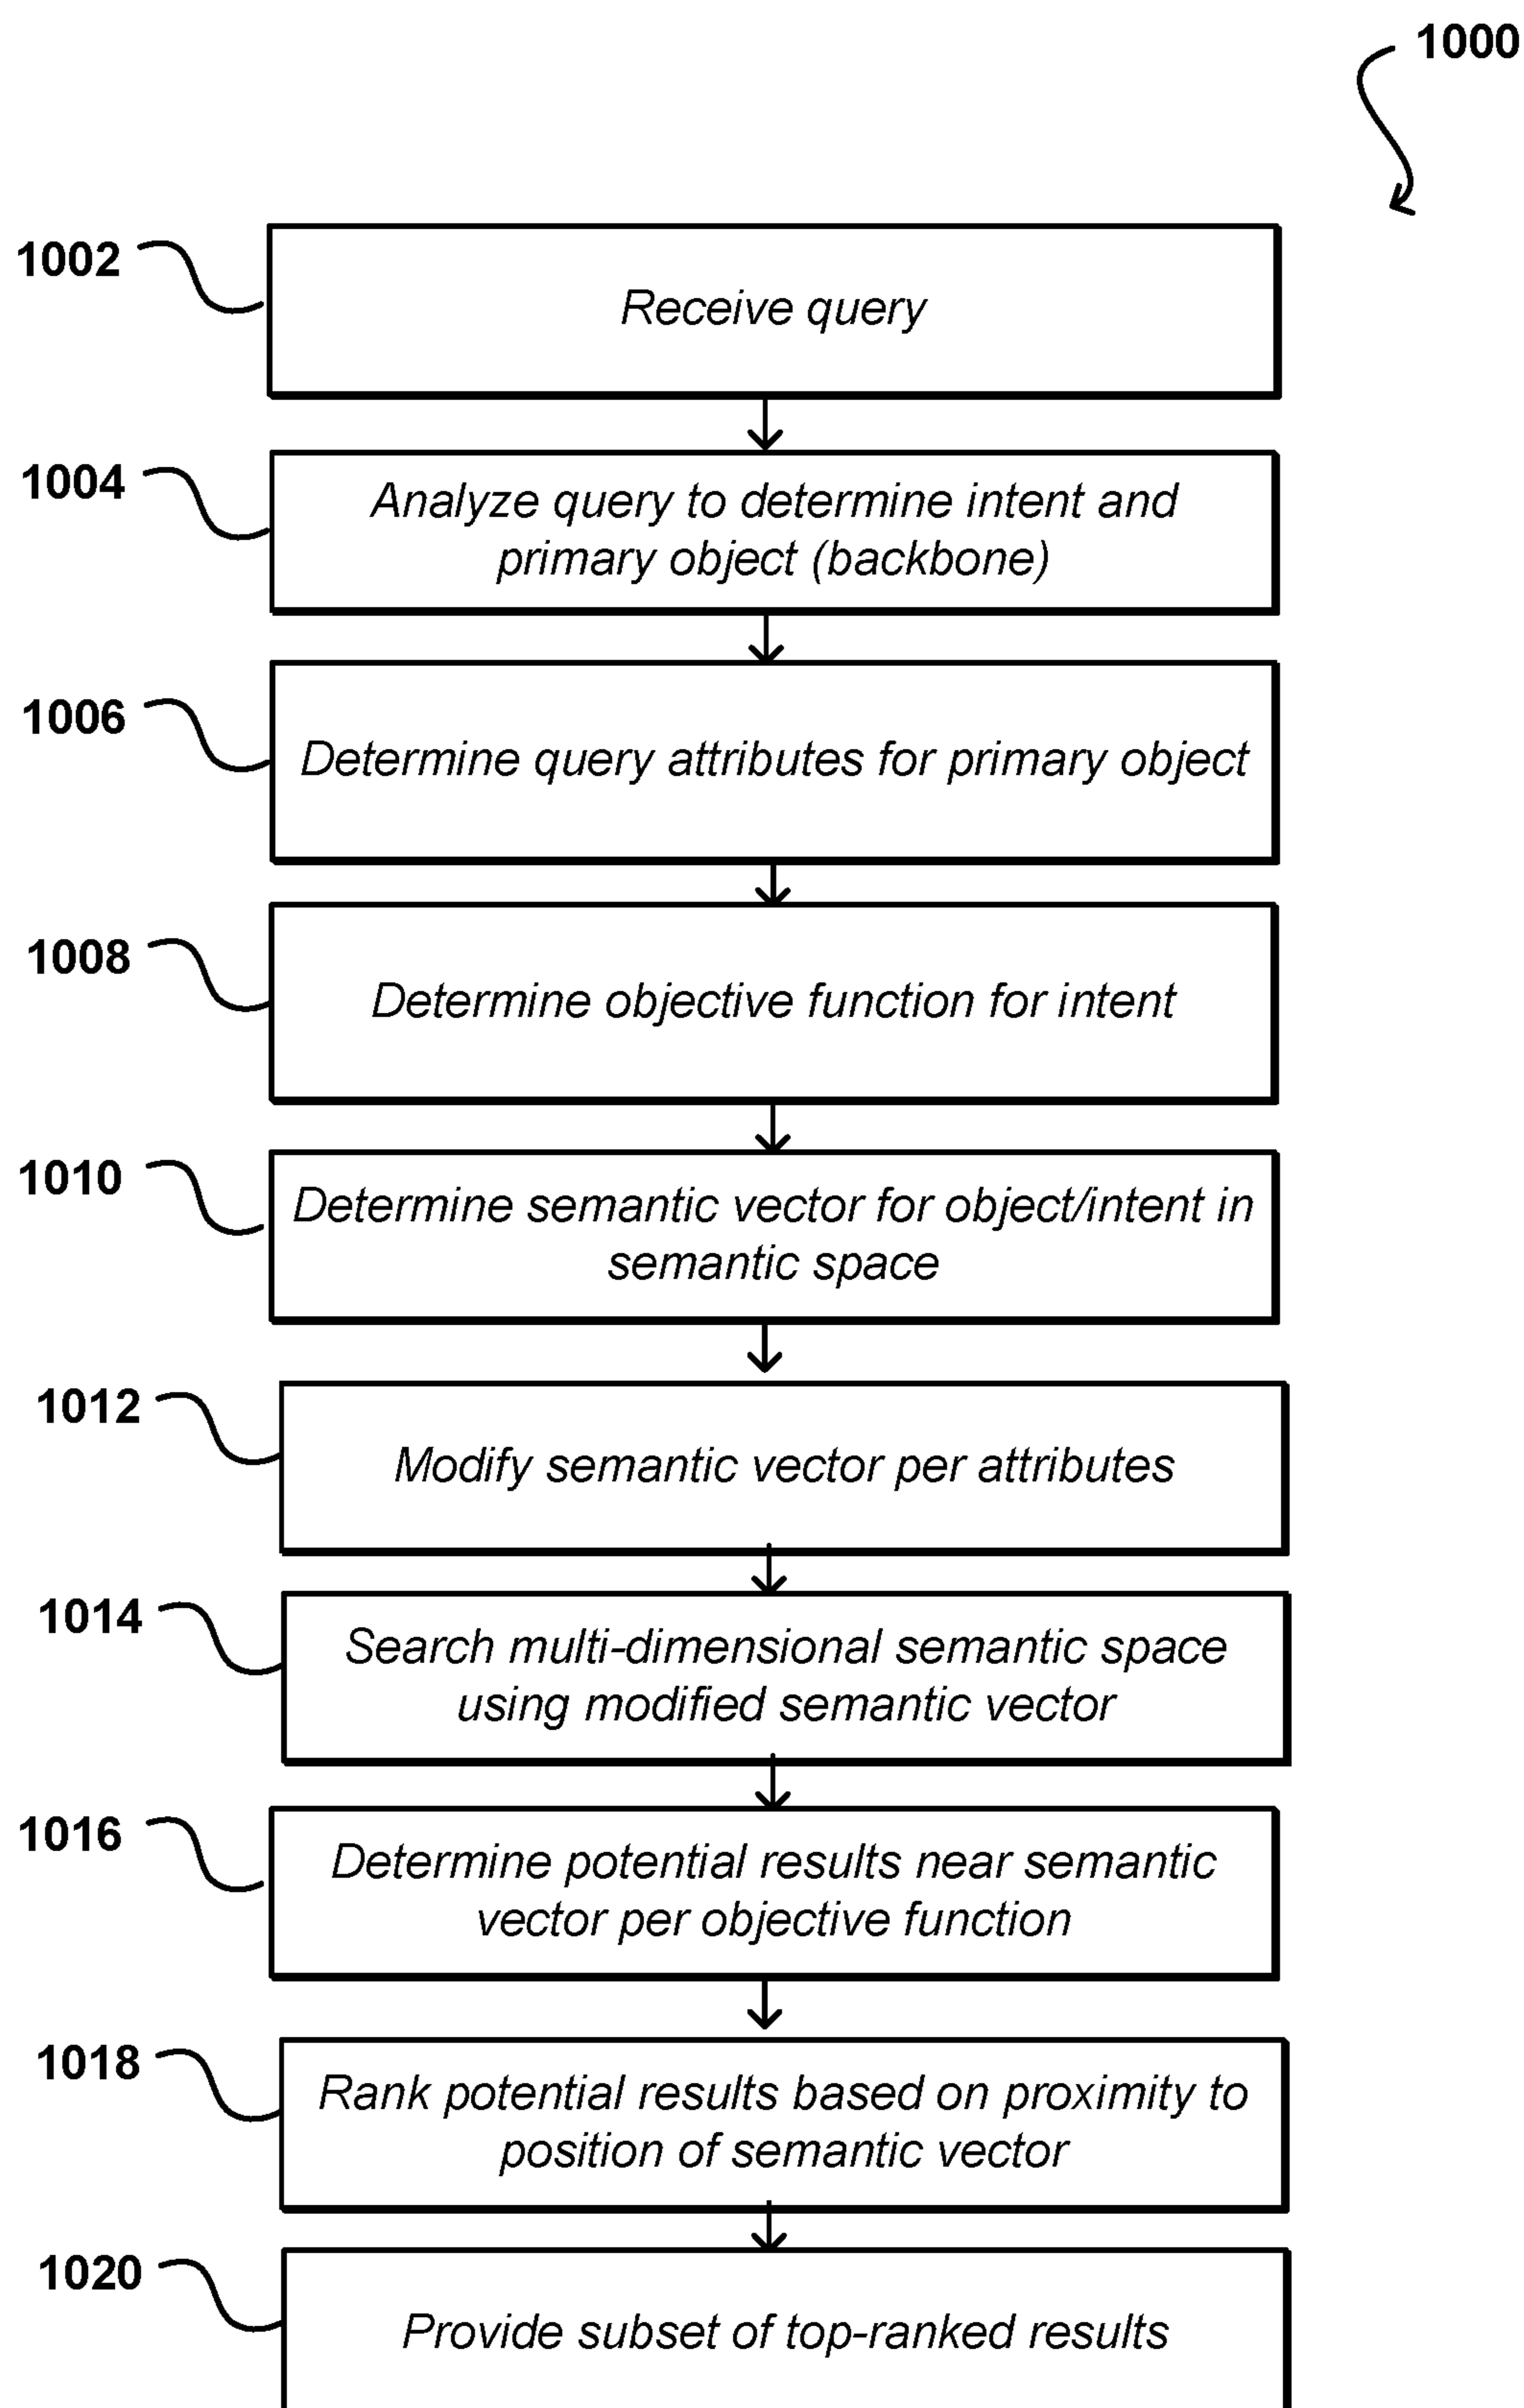 1000
1002
Receive query
1004
Analyze query to determine intent and
primary object (backbone)
1006
Determine query attributes for primary object
1008
Determine objective function for intent
1010
Determine semantic vector for object/intent in
semantic space
1012
Modify semantic vector per attributes
1014
Search multi-dimensional semantic space
using modified semantic vector
1016
Determine potential results near semantic
vector per objective function
1018
Rank potential results based on proximity to
position of semantic vector
1020
Provide subset of top-ranked results